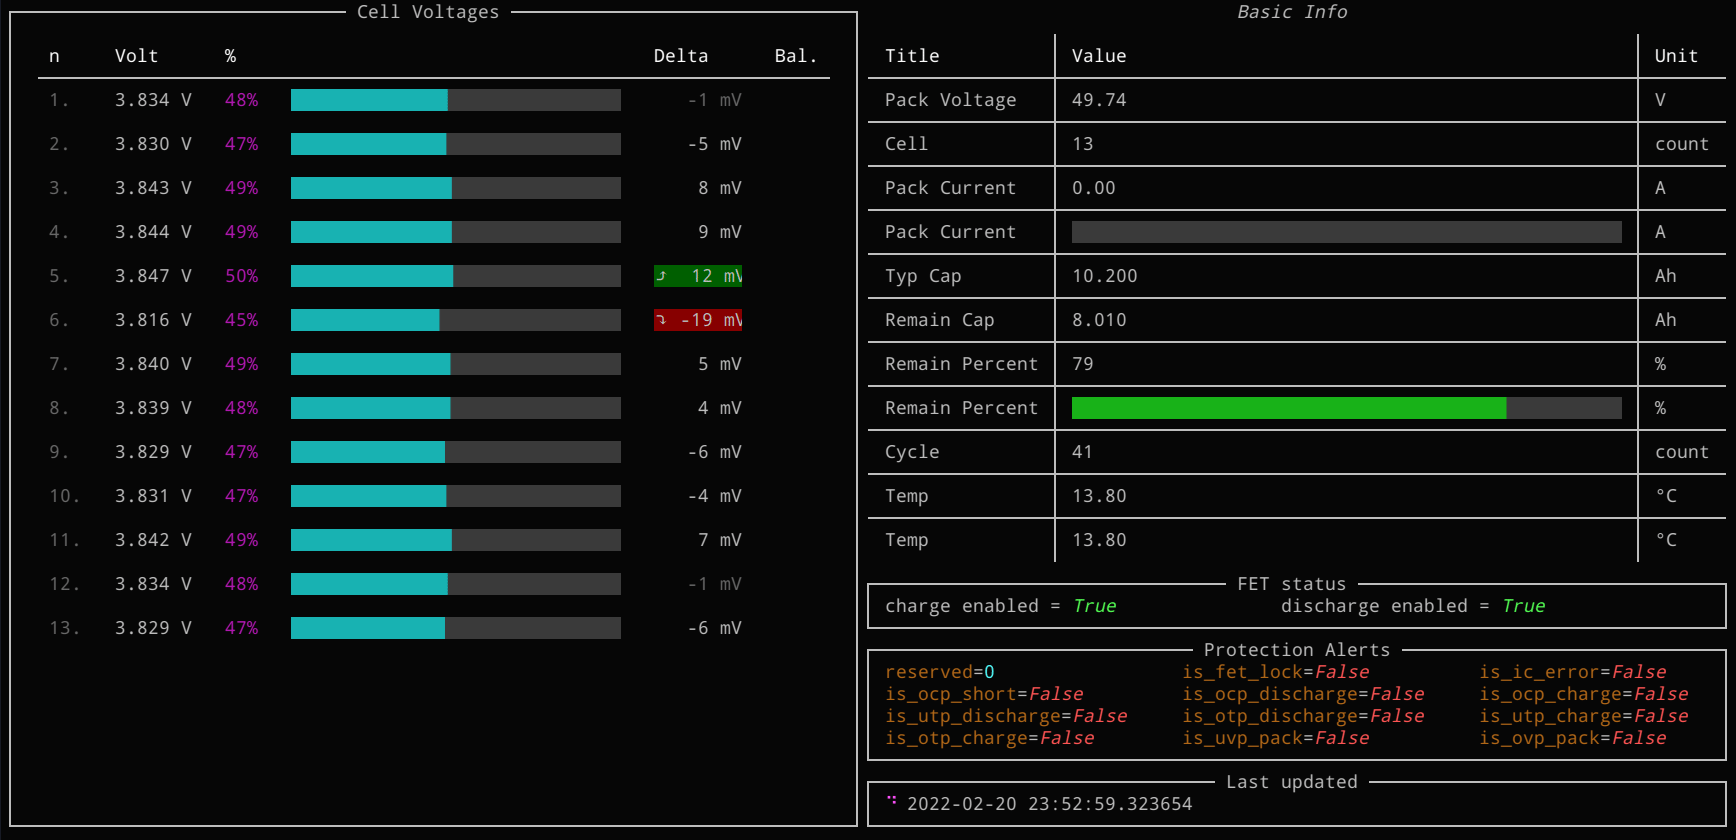 Cell Voltages
n Volt % Delta Bal.
1. 3.834 V 48% -1 mV
2. 3.830 V 47% -5 mV
3. 3.843 V 49% 8 mV
4. 3.844 V 49% 9 mV
5. 3.847 V 50% ⤴ 12 mV
6. 3.816 V 45% ⤵ -19 mV
7. 3.840 V 49% 5 mV
8. 3.839 V 48% 4 mV
9. 3.829 V 47% -6 mV
10. 3.831 V 47% -4 mV
11. 3.842 V 49% 7 mV
12. 3.834 V 48% -1 mV
13. 3.829 V 47% -6 mV
Basic Info
Title Value Unit
Pack Voltage 49.74 V
Cell 13 count
Pack Current 0.00 A
Pack Current A
Typ Cap 10.200 Ah
Remain Cap 8.010 Ah
Remain Percent 79 %
Remain Percent %
Cycle 41 count
Temp 13.80 °C
Temp 13.80 °C
FET status
charge enabled = True discharge enabled = True
Protection Alerts
reserved=0 is_fet_lock=False is_ic_error=False
is_ocp_short=False is_ocp_discharge=False is_ocp_charge=False
is_utp_discharge=False is_otp_discharge=False is_utp_charge=False
is_otp_charge=False is_uvp_pack=False is_ovp_pack=False
Last updated
2022-02-20 23:52:59.323654